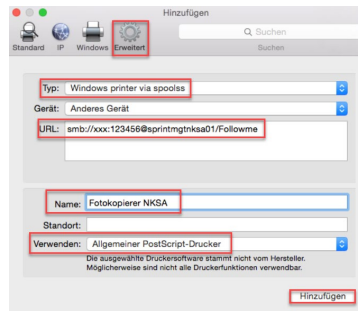 Hinzufügen
Standard IP Windows Erweitert
Suchen
Suchen
Typ: Windows printer via spoolss
Gerät: Anderes Gerät
URL: smb://xxx:123456@sprintmgtnksa01/Followme
Name: Fotokopierer NKSA
Standort:
Verwenden: Allgemeiner PostScript-Drucker
Die ausgewählte Druckersoftware stammt nicht vom Hersteller.
Möglicherweise sind nicht alle Druckerfunktionen verwendbar.
Hinzufügen